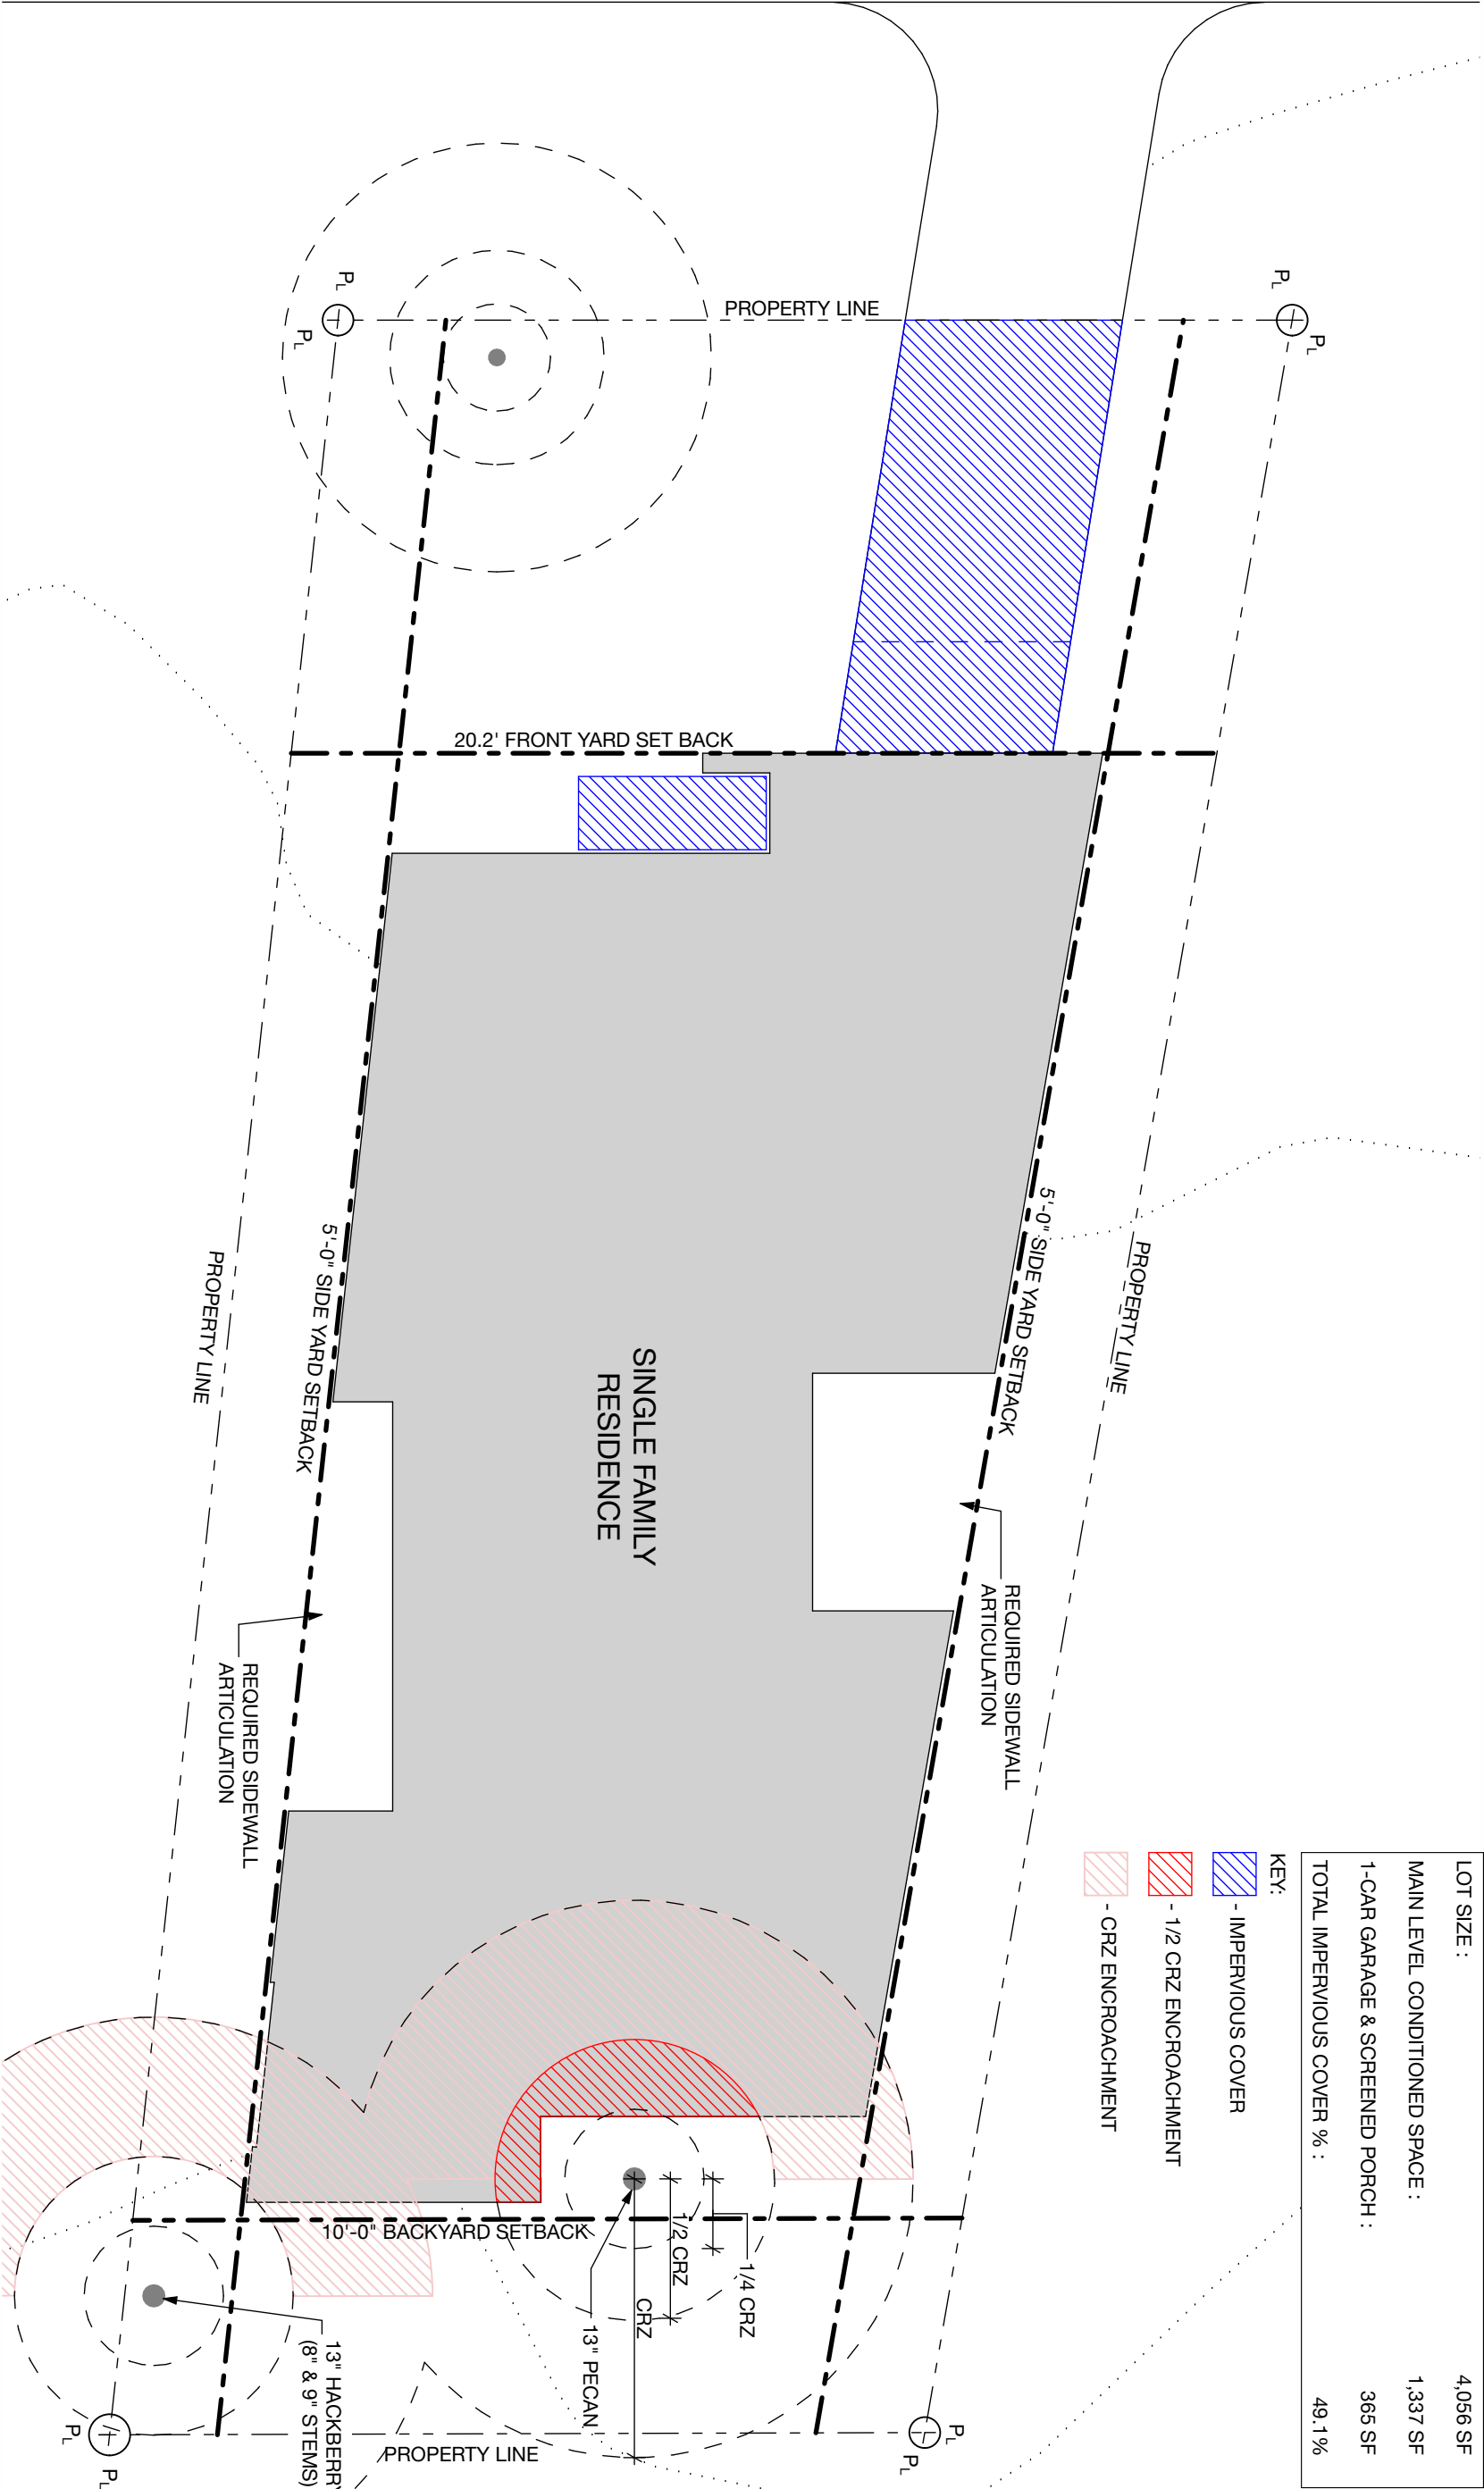 LOT SIZE : 4,056 SF
MAIN LEVEL CONDITIONED SPACE : 1,337 SF
1-CAR GARAGE & SCREENED PORCH : 365 SF
TOTAL IMPERVIOUS COVER % : 49.1%
KEY:
- IMPERVIOUS COVER
- 1/2 CRZ ENCROACHMENT
- CRZ ENCROACHMENT
PL
PL
PROPERTY LINE
PL
PL
20.2' FRONT YARD SET BACK
PROPERTY LINE
5'-0" SIDE YARD SETBACK
REQUIRED SIDEWALL
ARTICULATION
SINGLE FAMILY
RESIDENCE
5'-0" SIDE YARD SETBACK
PROPERTY LINE
REQUIRED SIDEWALL
ARTICULATION
1/4 CRZ
1/2 CRZ
CRZ
13" PECAN
10'-0" BACKYARD SETBACK
13" HACKBERRY
(8" & 9" STEMS)
PROPERTY LINE
PL
PL
PL
PL